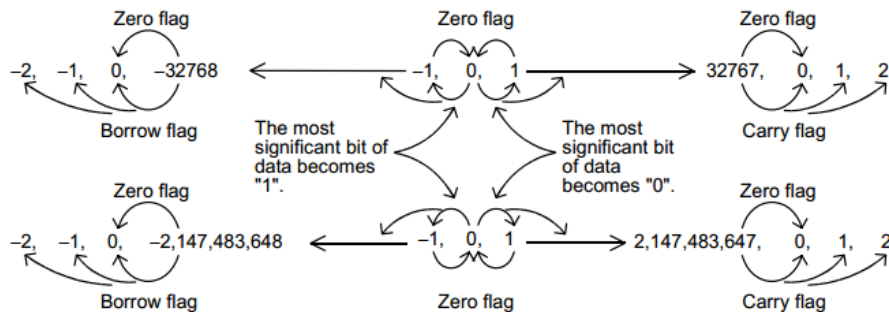 Zero flag Zero flag Zero flag
–2, –1, 0, –32768 –1, 0, 1 32767, 0, 1, 2
Borrow flag Carry flag
The most
significant bit of
data becomes
"1".
The most
significant bit
of data
becomes "0".
Zero flag Zero flag
–2, –1, 0, –2,147,483,648 –1, 0, 1 2,147,483,647, 0, 1, 2
Borrow flag Zero flag Carry flag